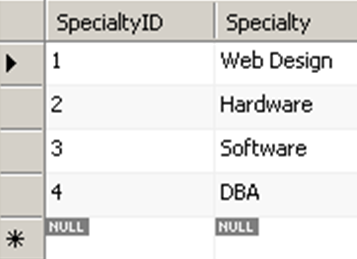 SpecialtyID Specialty
1 Web Design
2 Hardware
3 Software
4 DBA
NULL NULL